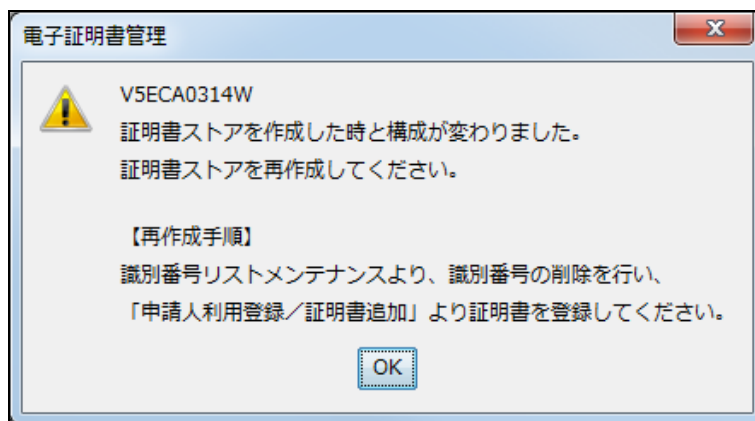 電子証明書管理
V5ECA0314W
証明書ストアを作成した時と構成が変わりました。
証明書ストアを再作成してください。
【再作成手順】
識別番号リストメンテナンスより、識別番号の削除を行い、
「申請人利用登録／証明書追加」より証明書を登録してください。
OK